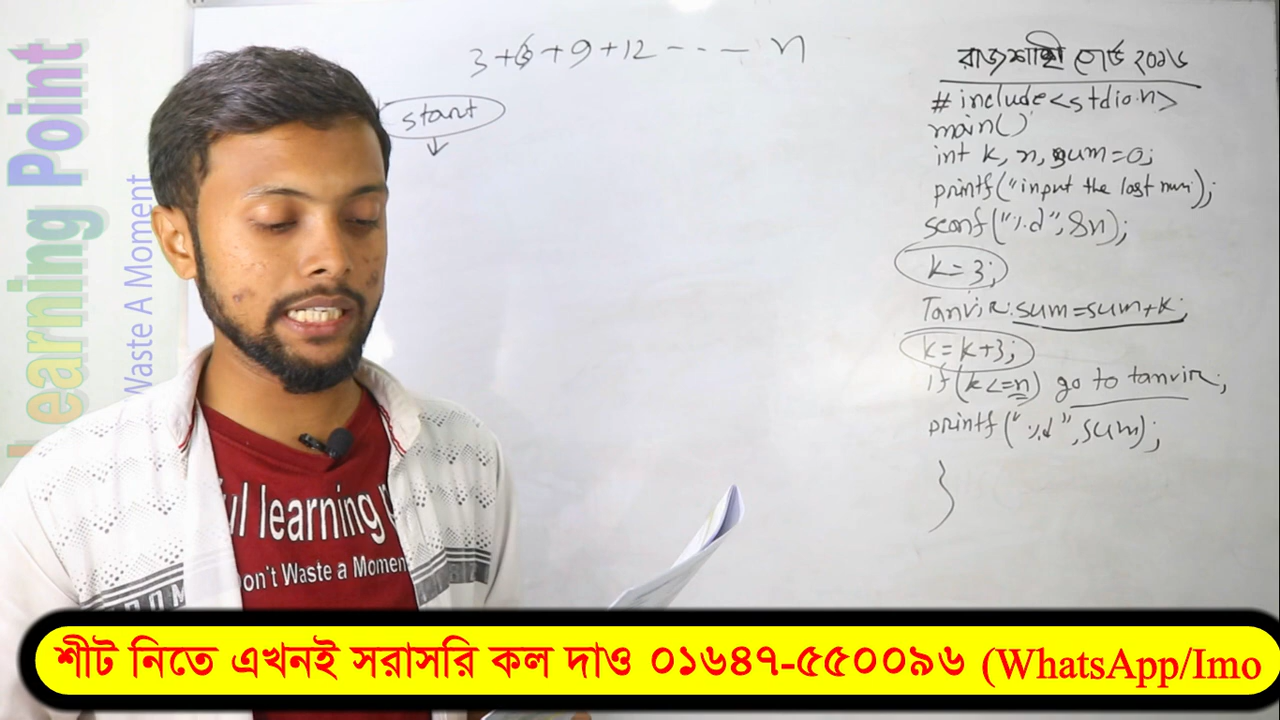 Learning Point
Waste A Moment
3+6+9+12 --- n
start
রাজশাহী বোর্ড ২০১৬
# include<stdio.h>
main()
int k, n, sum=0;
printf("input the last num");
scanf("%d",&n);
k=3;
Tanvir: sum=sum+k;
k=k+3;
if(k<=n) go to tanvir;
printf("%d",sum);
}
ul learning
Don't Waste a Momen
শীট নিতে এখনই সরাসরি কল দাও ০১৬৪৭-৫৫০০৯৬ (WhatsApp/Imo